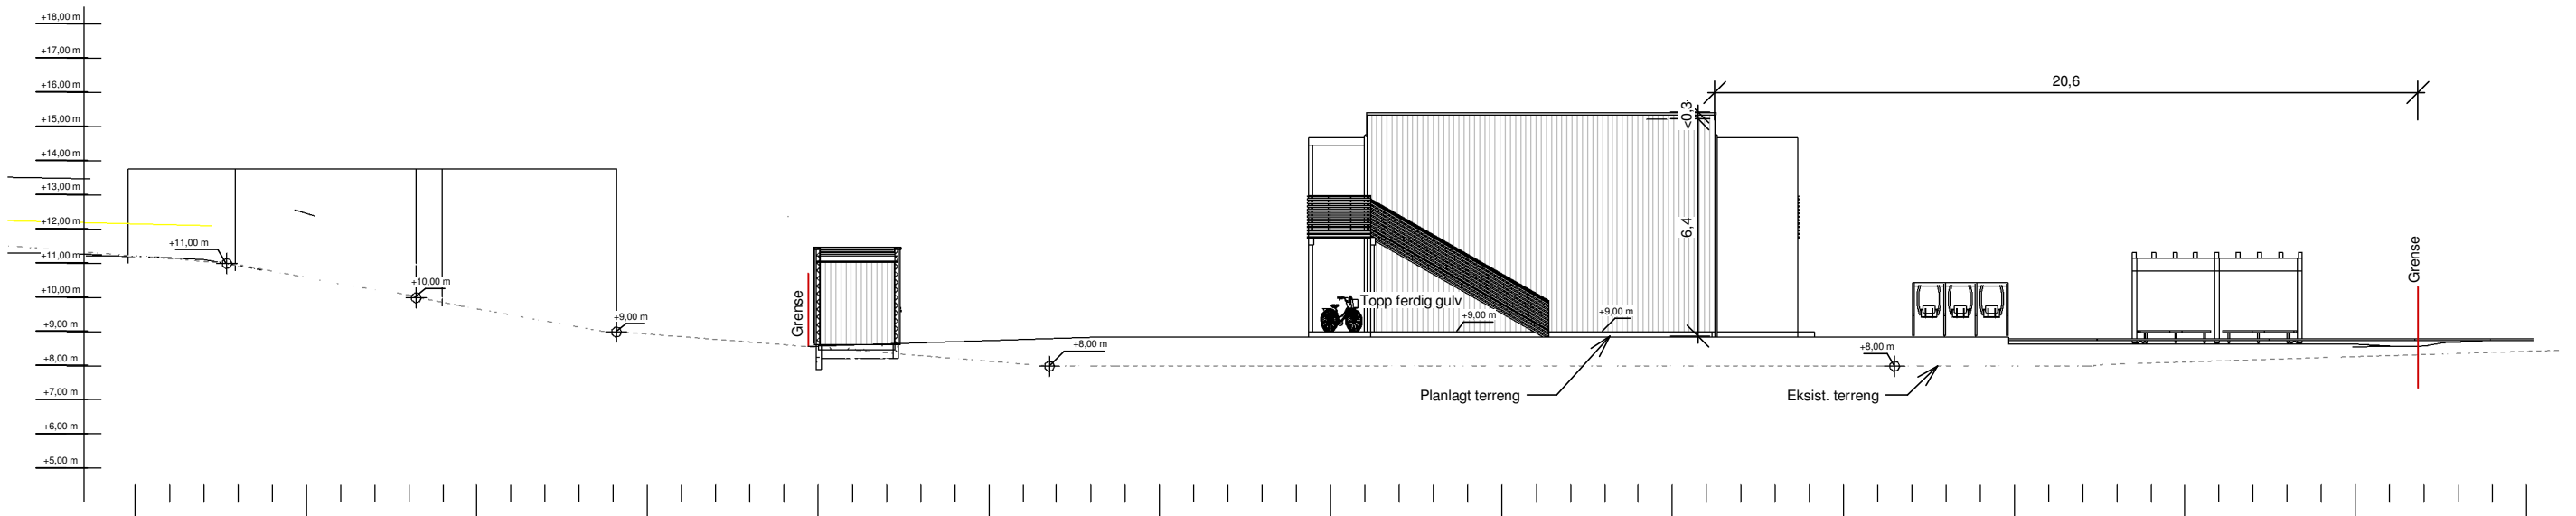 +18,00 m
+17,00 m
+16,00 m
+15,00 m
+14,00 m
+13,00 m
+12,00 m
+11,00 m
+10,00 m
+9,00 m
+8,00 m
+7,00 m
+6,00 m
+5,00 m
+11,00 m
+10,00 m
+9,00 m
Grense
+8,00 m
Topp ferdig gulv
+9,00 m
+9,00 m
<0,3
6,4
20,6
Planlagt terreng
+8,00 m
Eksist. terreng
Grense